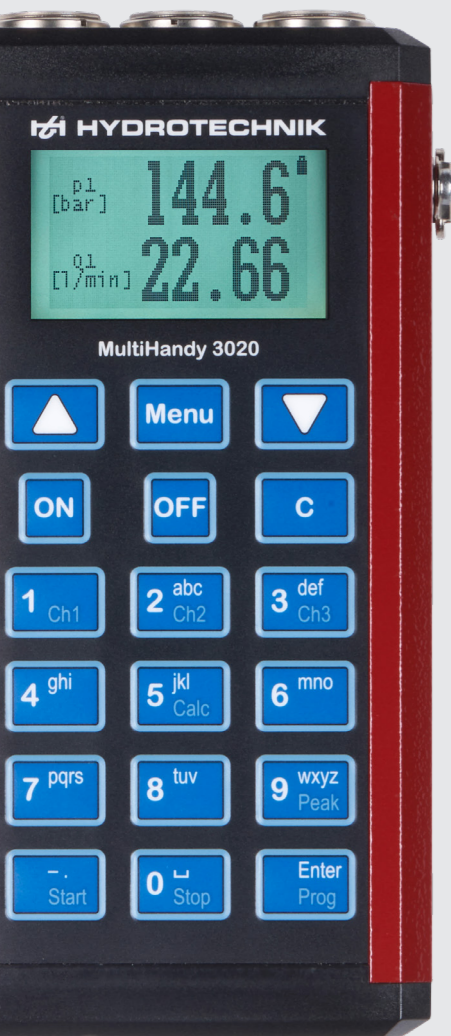 HYDROTECHNIK
p1 144.6
[bar]
Q1 22.66
[l/min]
MultiHandy 3020
Menu
ON OFF C
1 Ch1 2 abc Ch2 3 def Ch3
4 ghi 5 jkl Calc 6 mno
7 pqrs 8 tuv 9 wxyz Peak
– . Start 0 ␣ Stop Enter Prog